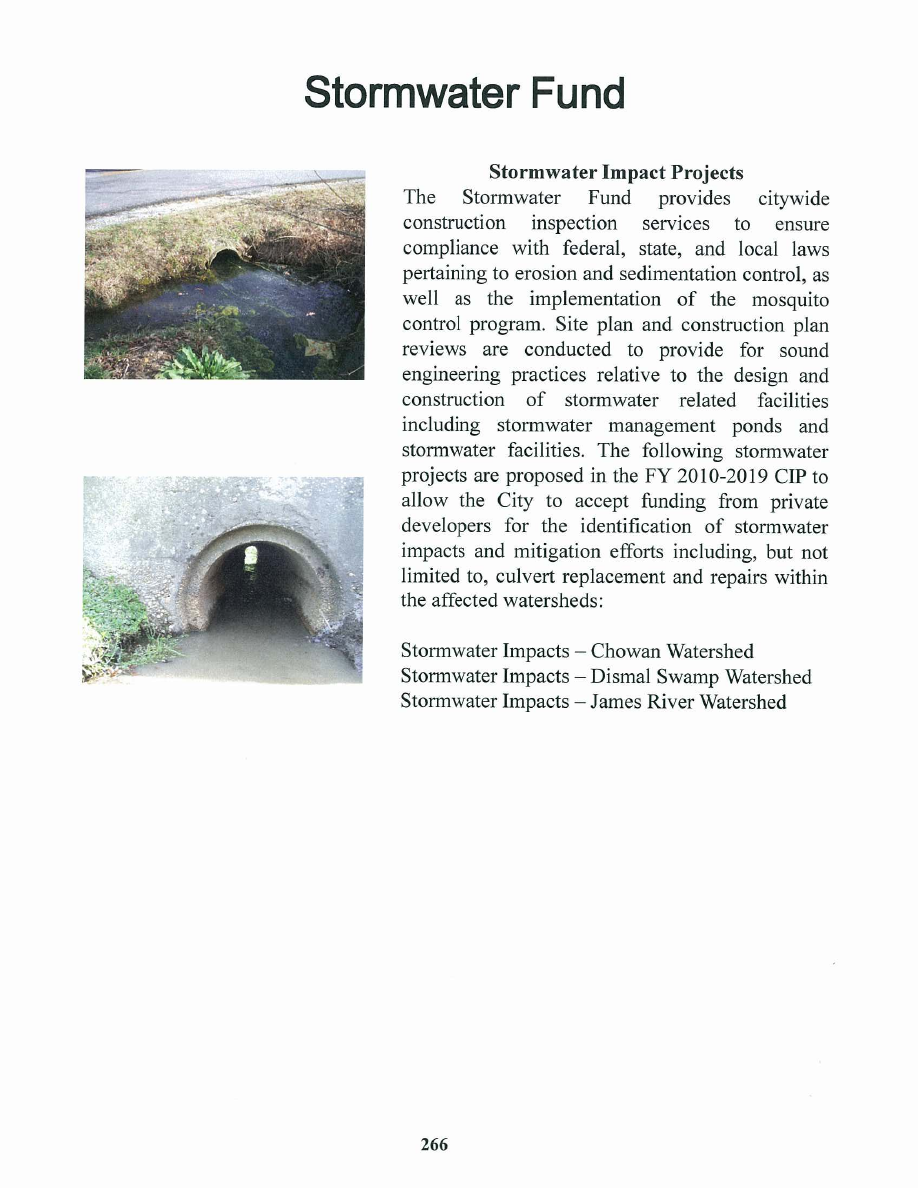 Stormwater Fund
Stormwater Impact Projects
The Stormwater Fund provides citywide
construction inspection services to ensure
compliance with federal, state, and local laws
pertaining to erosion and sedimentation control, as
well as the implementation of the mosquito
control program. Site plan and construction plan
reviews are conducted to provide for sound
engineering practices relative to the design and
construction of stormwater related facilities
including stormwater management ponds and
stormwater facilities. The following stormwater
projects are proposed in the FY 2010-2019 CIP to
allow the City to accept funding from private
developers for the identification of stormwater
impacts and mitigation efforts including, but not
limited to, culvert replacement and repairs within
the affected watersheds:
Stormwater Impacts – Chowan Watershed
Stormwater Impacts – Dismal Swamp Watershed
Stormwater Impacts – James River Watershed
266